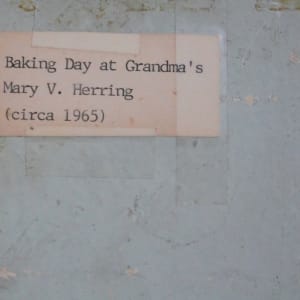 Baking Day at Grandma's
Mary V. Herring
(circa 1965)